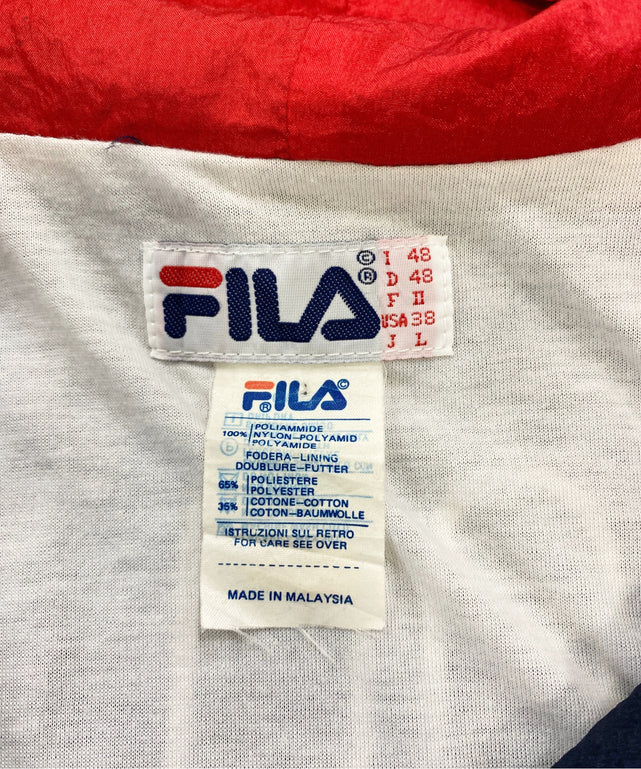 FILA © ®
I 48
D 48
F II
USA 38
J L
FILA © ®
100% POLIAMMIDE
NYLON–POLYAMID
POLYAMIDE
FODERA–LINING
DOUBLURE–FUTTER
65% POLIESTERE
POLYESTER
35% COTONE–COTTON
COTON–BAUMWOLLE
ISTRUZIONI SUL RETRO
FOR CARE SEE OVER
MADE IN MALAYSIA